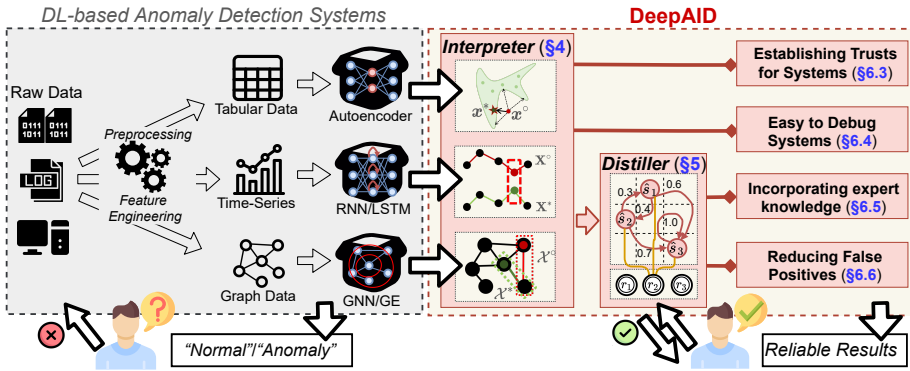 DL-based Anomaly Detection Systems
DeepAID
Raw Data
0111
1011
0111
1011
LOG
Preprocessing
Feature
Engineering
Tabular Data
Time-Series
Graph Data
Autoencoder
RNN/LSTM
GNN/GE
Interpreter (§4)
x*
x°
X°
X*
𝒳°
𝒳*
Distiller (§5)
0.3
0.6
0.4
1.0
0.7
s₁
s₂
s₃
r₁ r₂ r₃
Establishing Trusts
for Systems (§6.3)
Easy to Debug
Systems (§6.4)
Incorporating expert
knowledge (§6.5)
Reducing False
Positives (§6.6)
?
"Normal"/"Anomaly"
Reliable Results